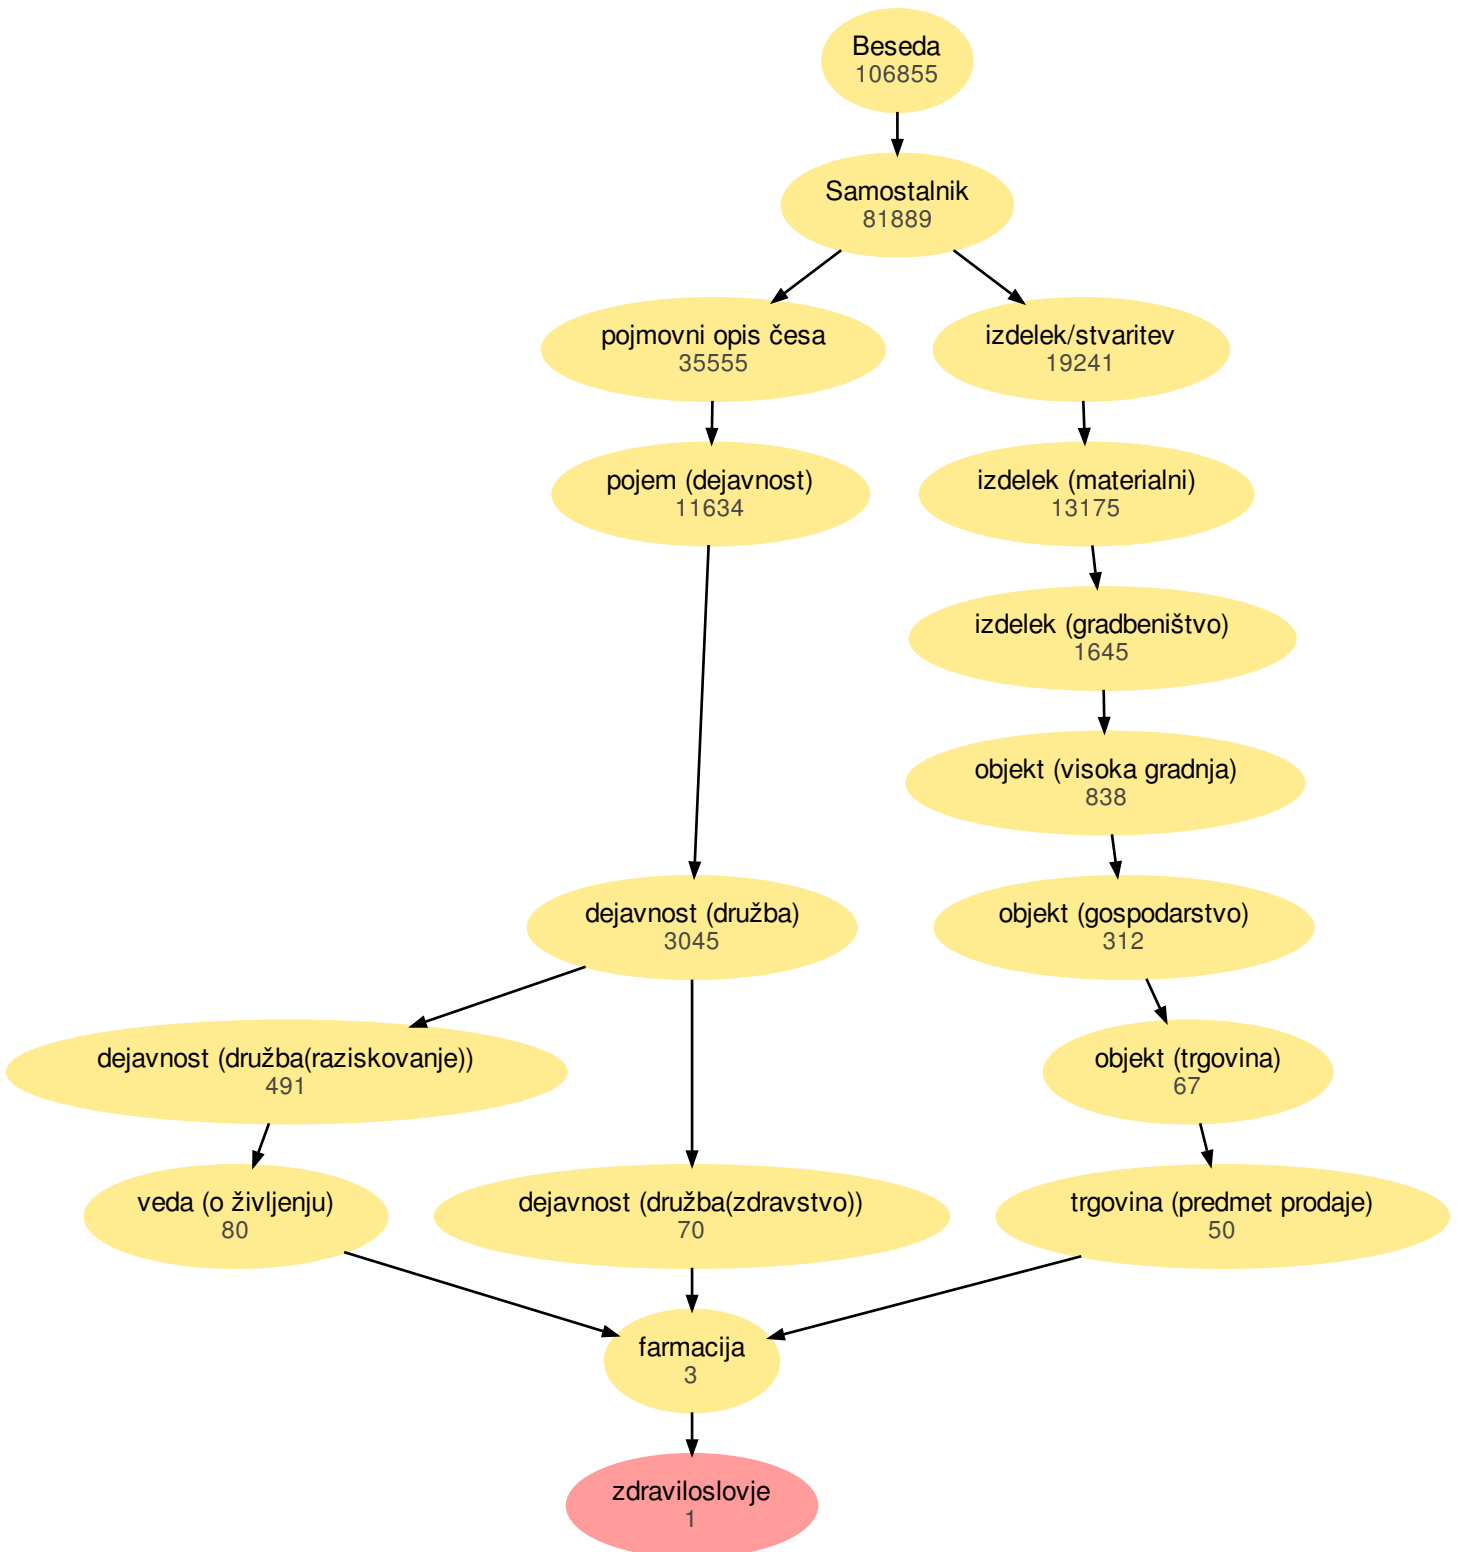 Beseda
106855
Samostalnik
81889
pojmovni opis česa
35555
izdelek/stvaritev
19241
pojem (dejavnost)
11634
izdelek (materialni)
13175
izdelek (gradbeništvo)
1645
objekt (visoka gradnja)
838
dejavnost (družba)
3045
objekt (gospodarstvo)
312
dejavnost (družba(raziskovanje))
491
objekt (trgovina)
67
veda (o življenju)
80
dejavnost (družba(zdravstvo))
70
trgovina (predmet prodaje)
50
farmacija
3
zdraviloslovje
1